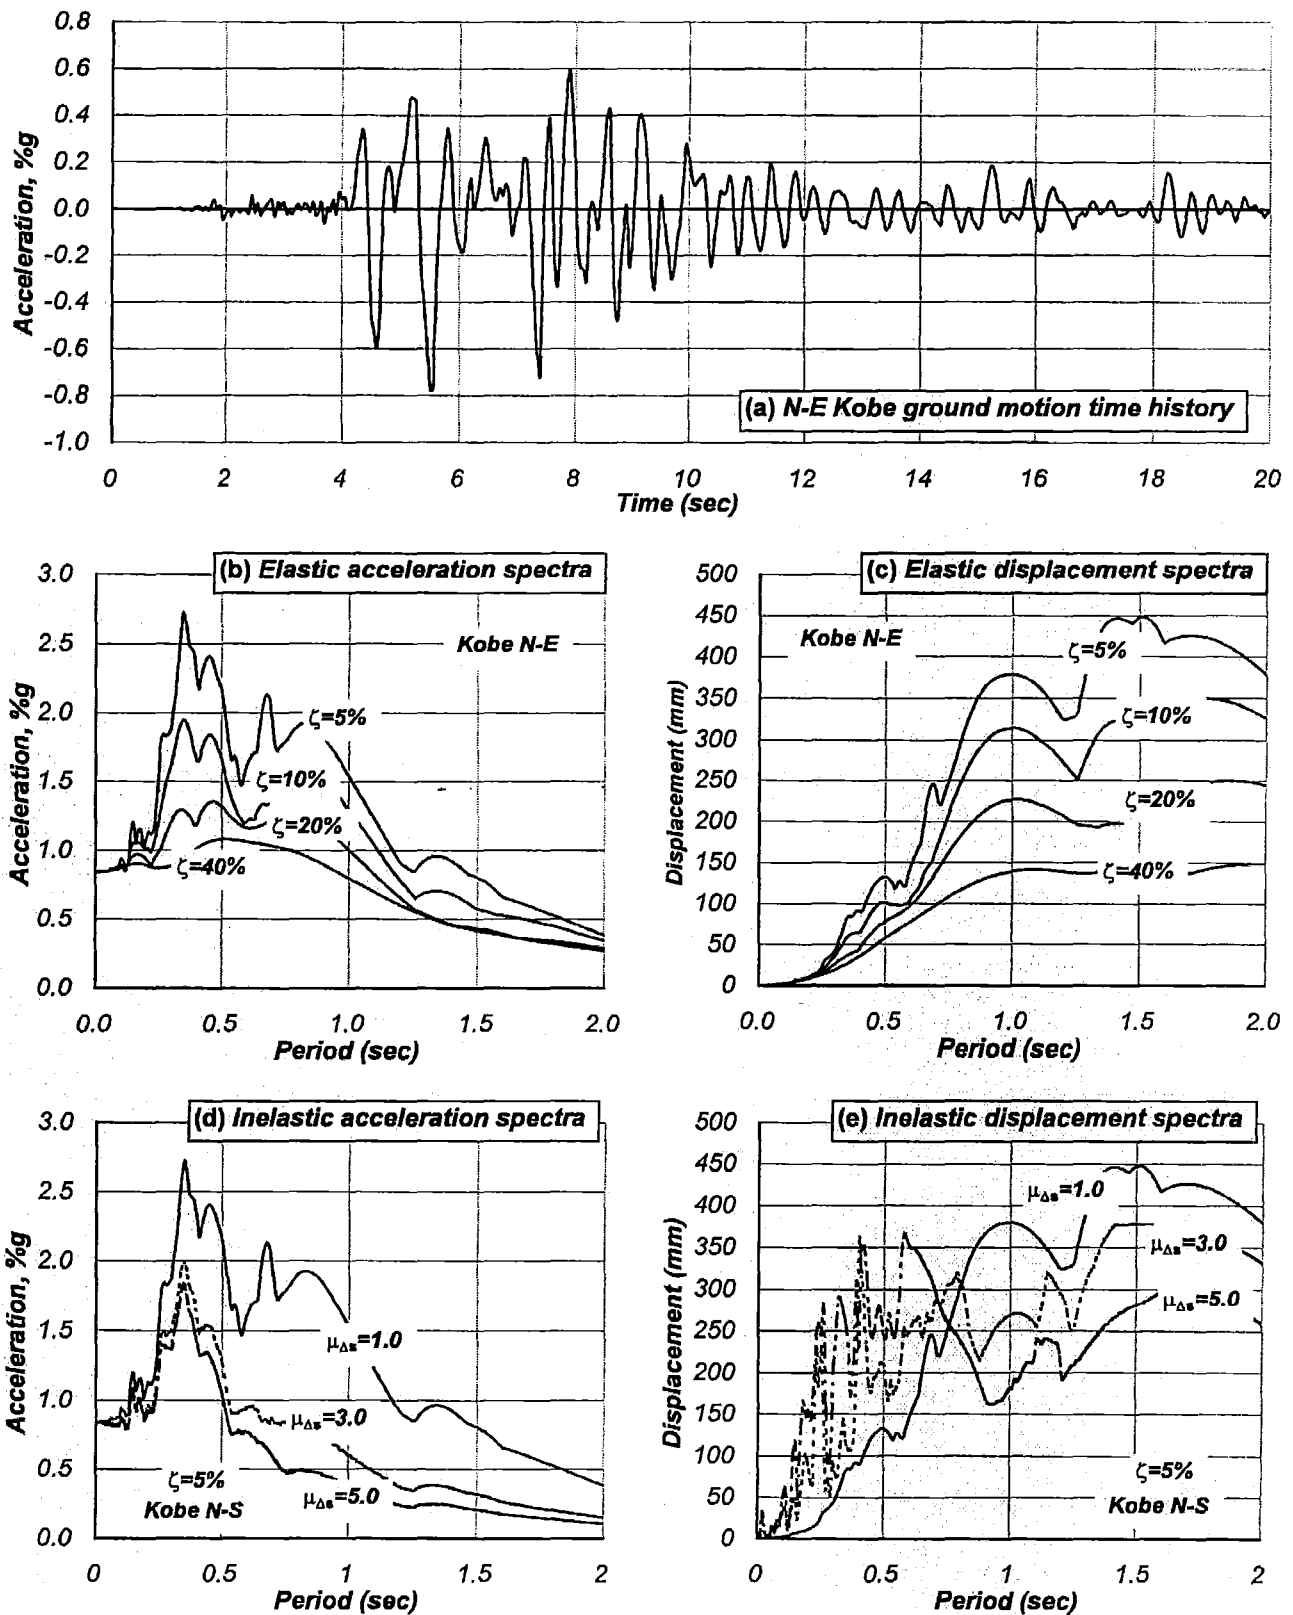 0.8
0.6
0.4
0.2
0.0
-0.2
-0.4
-0.6
-0.8
-1.0
Acceleration, %g
(a) N-E Kobe ground motion time history
0 2 4 6 8 10 12 14 16 18 20
Time (sec)
(b) Elastic acceleration spectra
3.0
2.5
2.0
1.5
1.0
0.5
0.0
Acceleration, %g
Kobe N-E
ζ=5%
ζ=10%
ζ=20%
ζ=40%
0.0 0.5 1.0 1.5 2.0
Period (sec)
(c) Elastic displacement spectra
500
450
400
350
300
250
200
150
100
50
0
Displacement (mm)
Kobe N-E
ζ=5%
ζ=10%
ζ=20%
ζ=40%
0.0 0.5 1.0 1.5 2.0
Period (sec)
(d) Inelastic acceleration spectra
3.0
2.5
2.0
1.5
1.0
0.5
0.0
Acceleration, %g
μΔs=1.0
μΔs=3.0
μΔs=5.0
ζ=5%
Kobe N-S
0 0.5 1 1.5 2
Period (sec)
(e) Inelastic displacement spectra
500
450
400
350
300
250
200
150
100
50
0
Displacement (mm)
μΔs=1.0
μΔs=3.0
μΔs=5.0
ζ=5%
Kobe N-S
0 0.5 1.0 1.5 2
Period (sec)